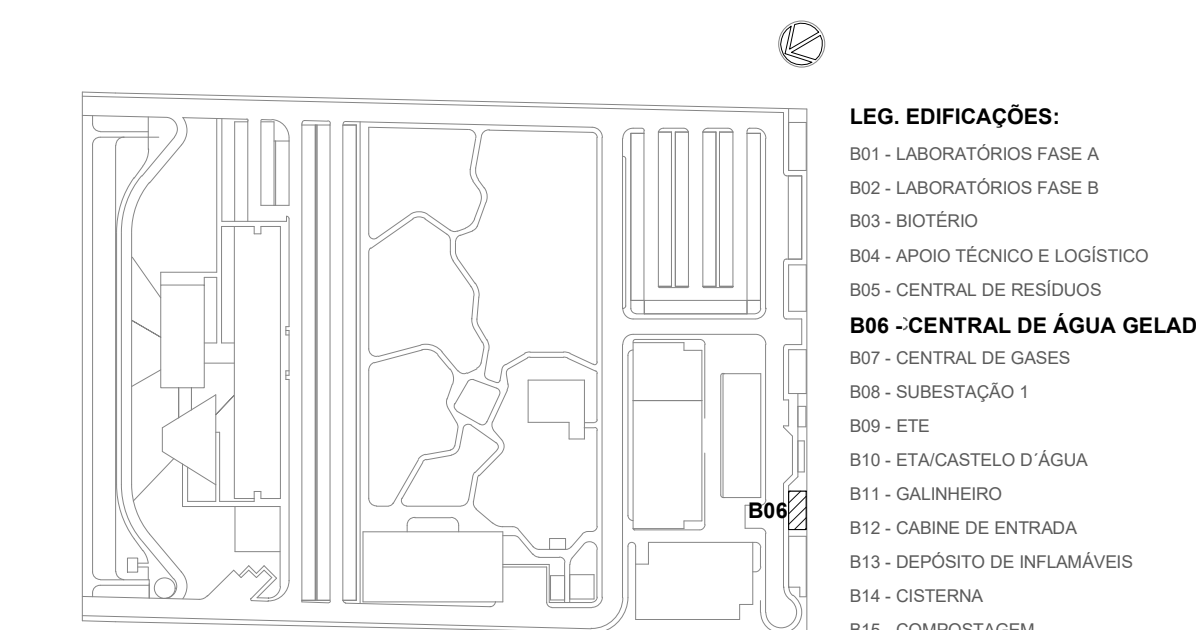 LEG. EDIFICAÇÕES:
B01 - LABORATÓRIOS FASE A
B02 - LABORATÓRIOS FASE B
B03 - BIOTÉRIO
B04 - APOIO TÉCNICO E LOGÍSTICO
B05 - CENTRAL DE RESÍDUOS
B06 - CENTRAL DE ÁGUA GELAD
B07 - CENTRAL DE GASES
B08 - SUBESTAÇÃO 1
B09 - ETE
B10 - ETA/CASTELO D´ÁGUA
B11 - GALINHEIRO
B12 - CABINE DE ENTRADA
B13 - DEPÓSITO DE INFLAMÁVEIS
B14 - CISTERNA
B15 - COMPOSTAGEM
B06